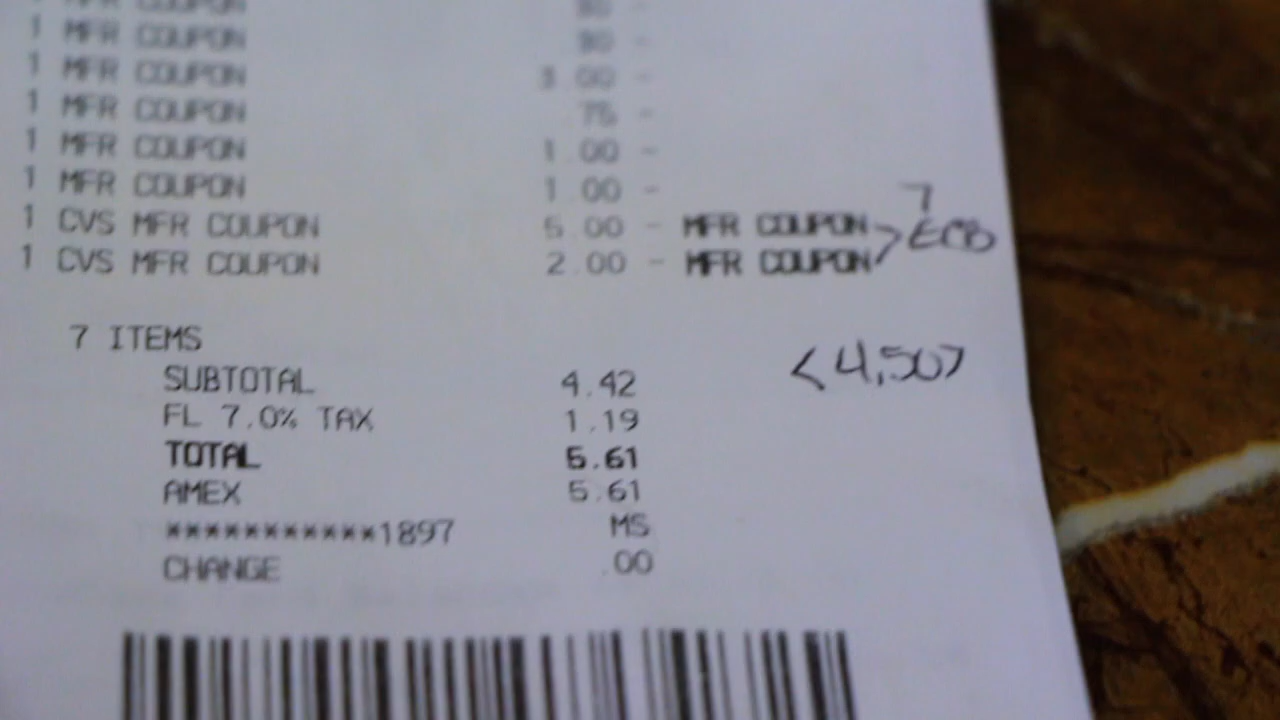 MFR COUPON
1 MFR COUPON 90 -
1 MFR COUPON 3.00 -
1 MFR COUPON 75 -
1 MFR COUPON 1.00 -
1 MFR COUPON 1.00 -
7
1 CVS MFR COUPON 5.00 - MFR COUPON > ECB
1 CVS MFR COUPON 2.00 - MFR COUPON
7 ITEMS
<4.50>
SUBTOTAL 4.42
FL 7.0% TAX 1.19
TOTAL 5.61
AMEX 5.61
***********1897 MS
CHANGE .00